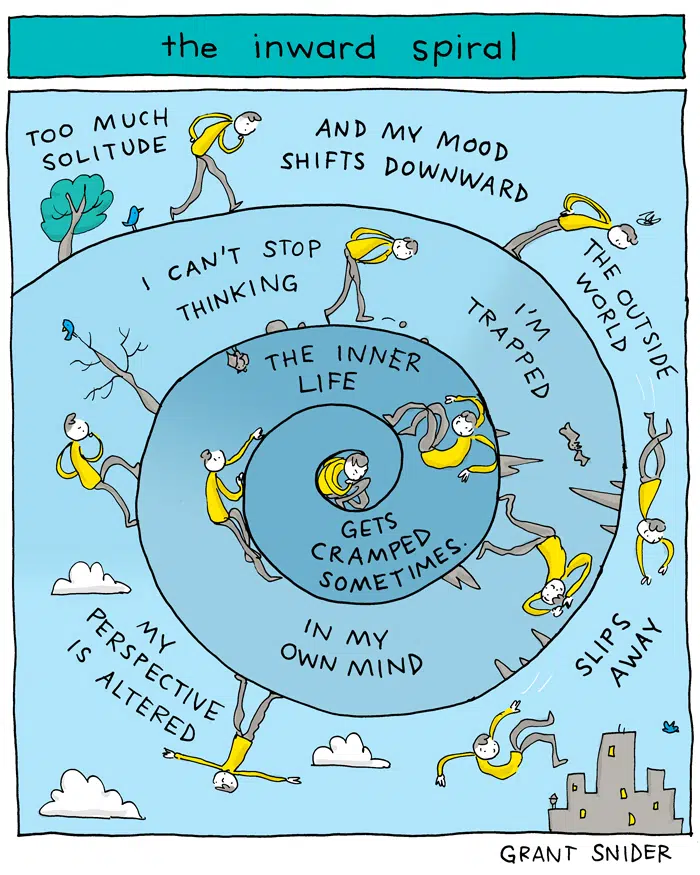 the inward spiral
TOO MUCH
SOLITUDE
AND MY MOOD
SHIFTS DOWNWARD
THE OUTSIDE
WORLD
SLIPS
AWAY
MY
PERSPECTIVE
IS ALTERED
I CAN'T STOP
THINKING
I'M
TRAPPED
IN MY
OWN MIND
THE INNER
LIFE
GETS
CRAMPED
SOMETIMES.
GRANT SNIDER